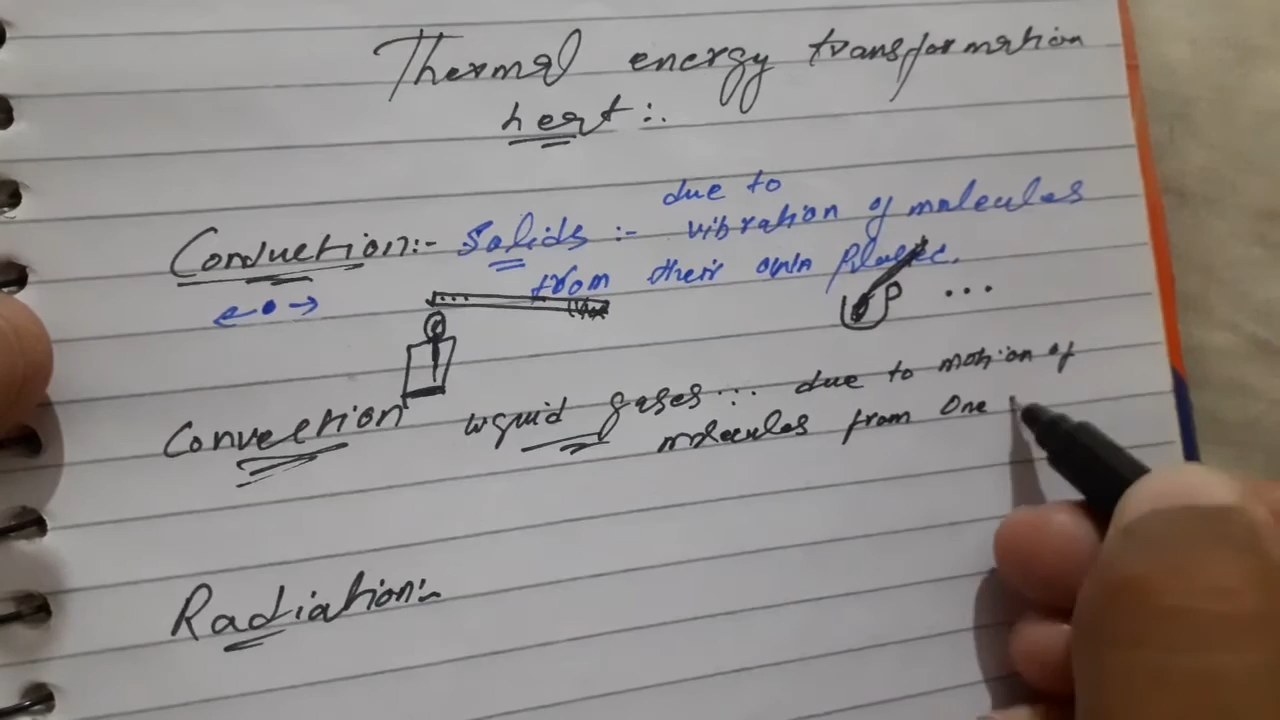 Thermal energy transformation
heat:.
Conduction:- Solids :- due to
vibration of molecules
from their own
Convection liquid gases... due to motion of
molecules from One
Radiation:-